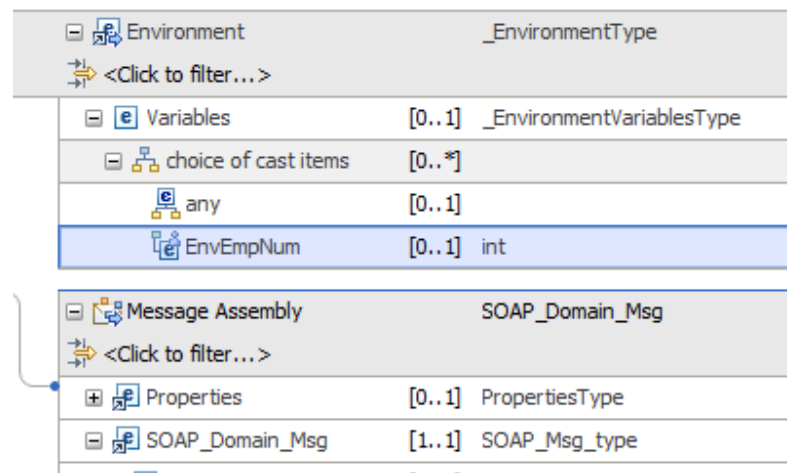 Environment _EnvironmentType
<Click to filter...>
e Variables [0..1] _EnvironmentVariablesType
choice of cast items [0..*]
e any [0..1]
e EnvEmpNum [0..1] int
Message Assembly SOAP_Domain_Msg
<Click to filter...>
e Properties [0..1] PropertiesType
e SOAP_Domain_Msg [1..1] SOAP_Msg_type